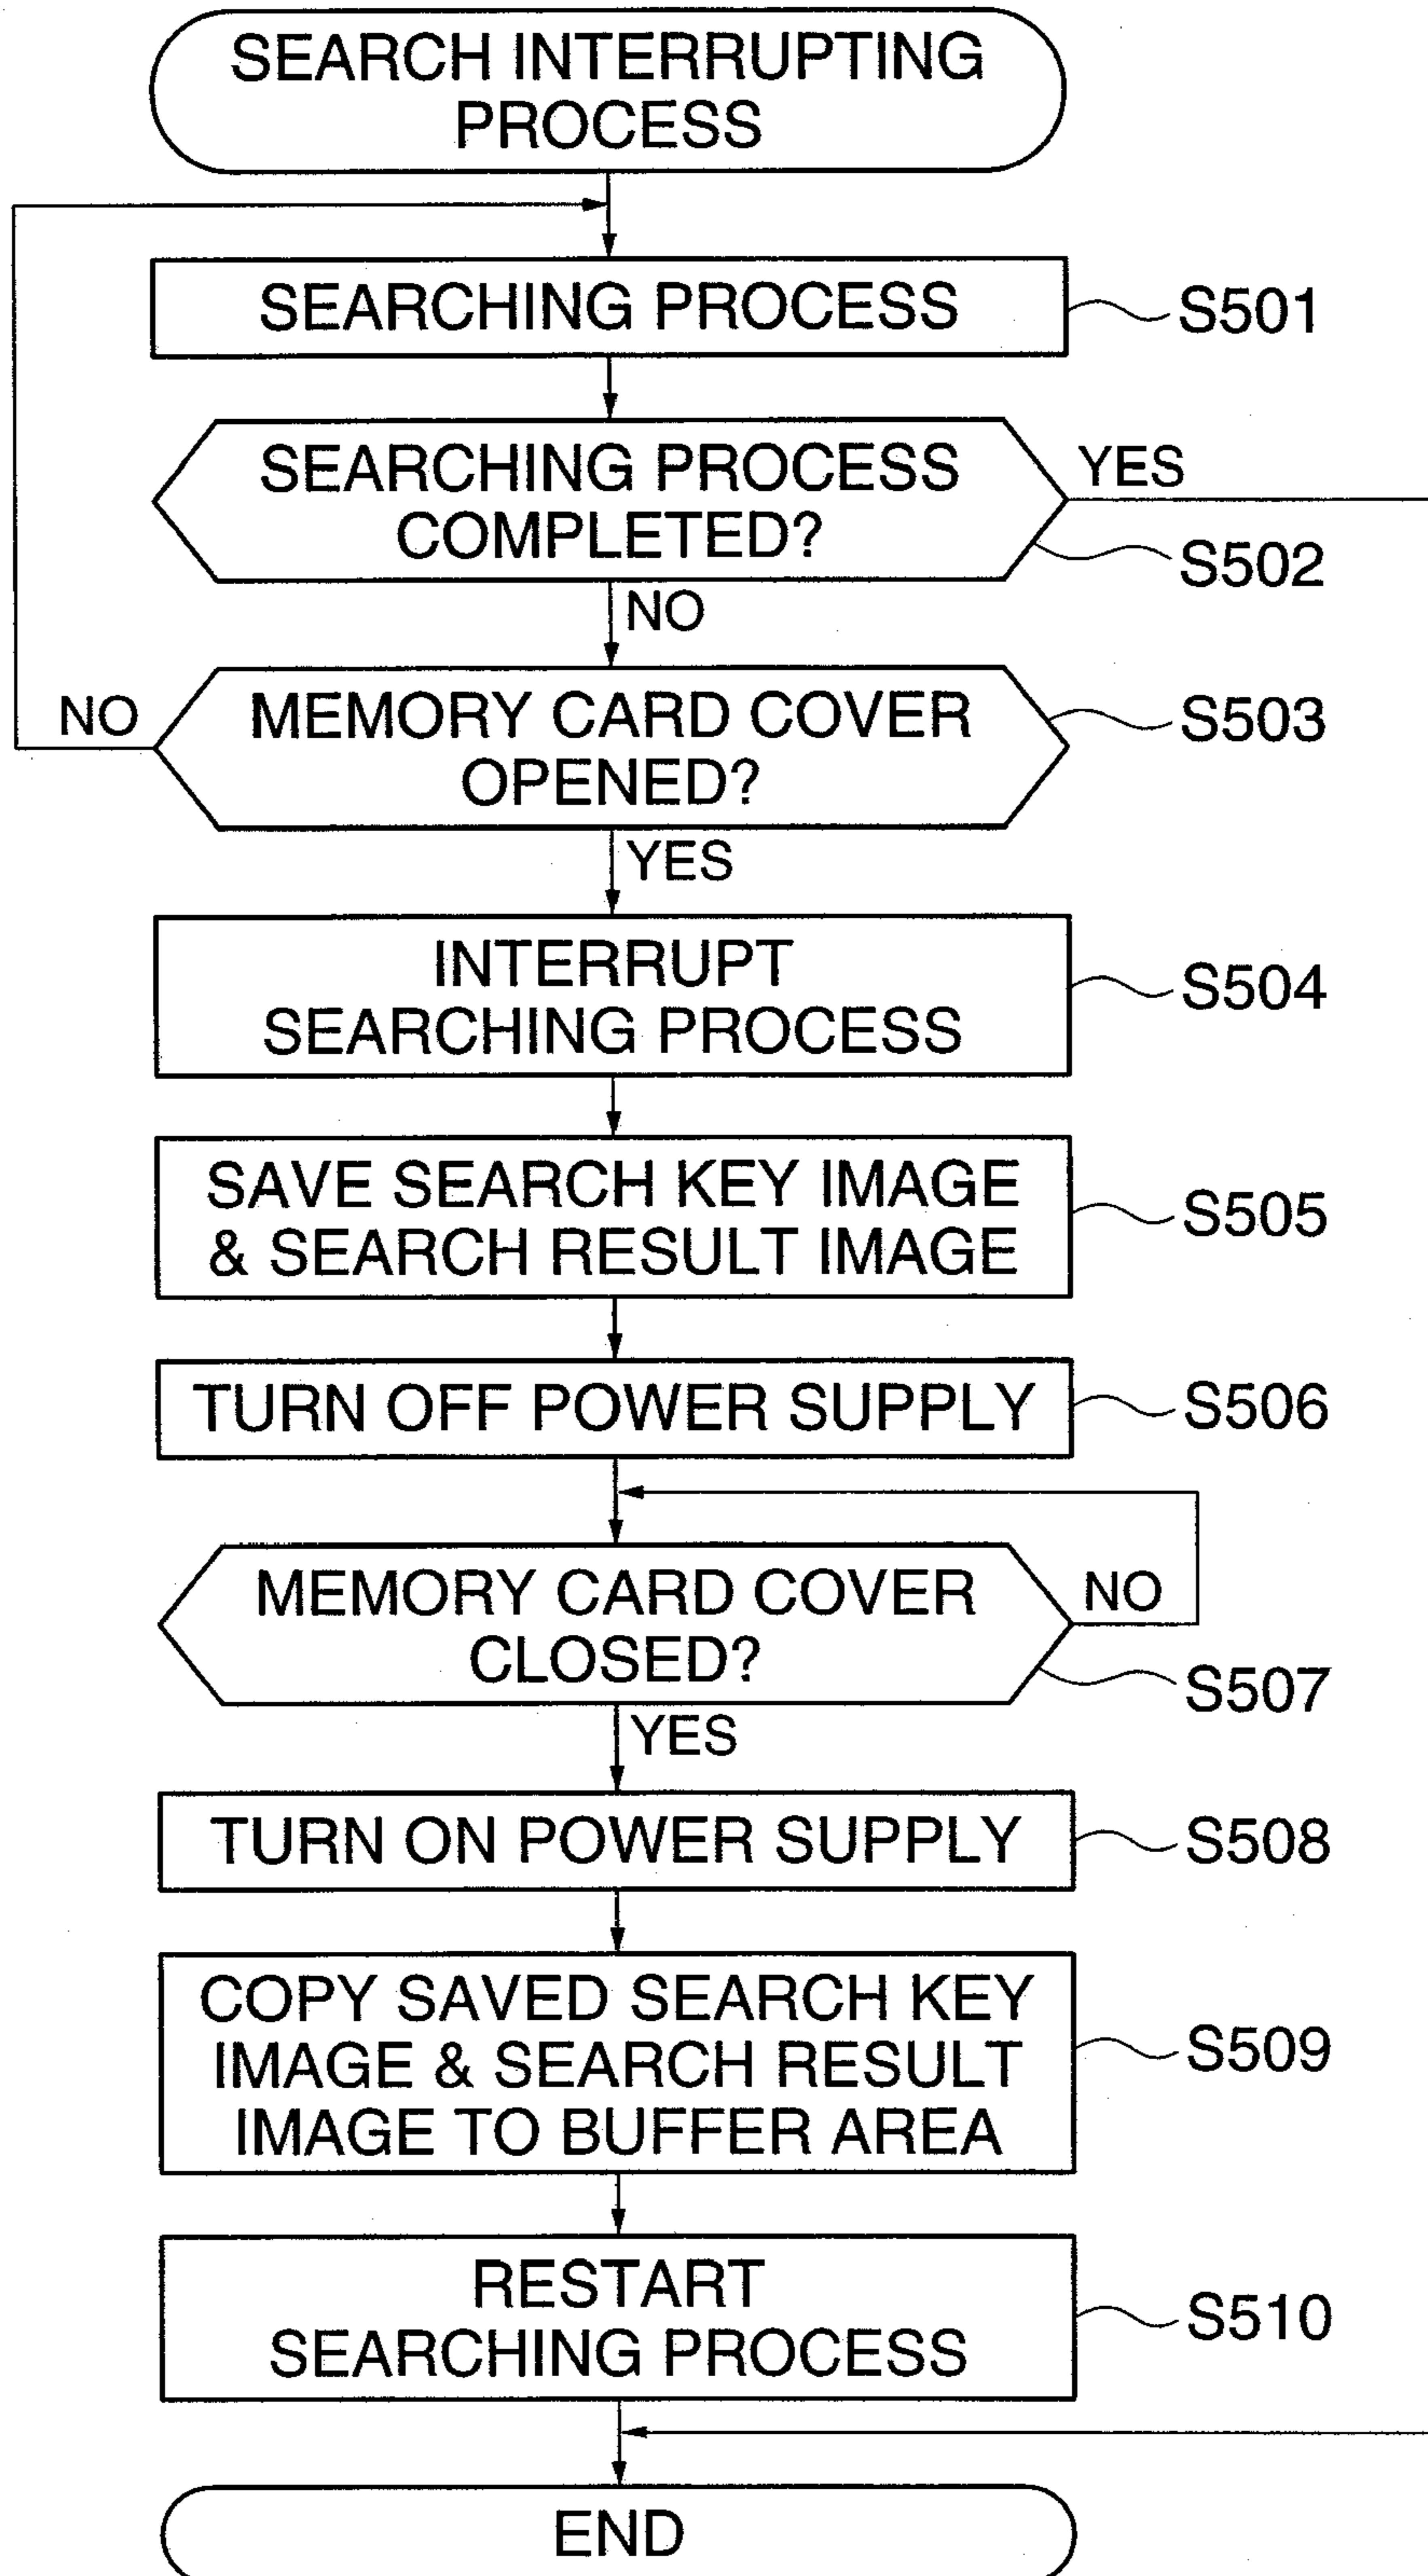 SEARCH INTERRUPTING
PROCESS
SEARCHING PROCESS
S501
SEARCHING PROCESS
COMPLETED?
YES
S502
NO
MEMORY CARD COVER
OPENED?
NO
S503
YES
INTERRUPT
SEARCHING PROCESS
S504
SAVE SEARCH KEY IMAGE
& SEARCH RESULT IMAGE
S505
TURN OFF POWER SUPPLY
S506
MEMORY CARD COVER
CLOSED?
NO
S507
YES
TURN ON POWER SUPPLY
S508
COPY SAVED SEARCH KEY
IMAGE & SEARCH RESULT
IMAGE TO BUFFER AREA
S509
RESTART
SEARCHING PROCESS
S510
END